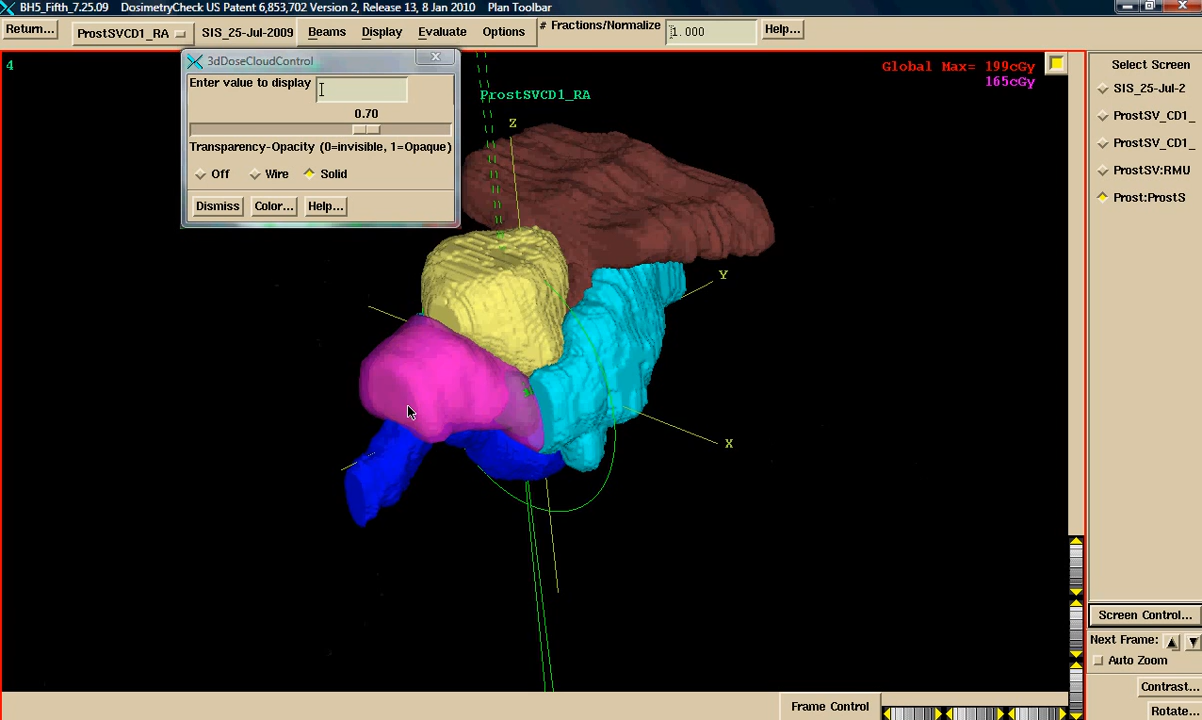 BH5_Fifth_7.25.09 DosimetryCheck US Patent 6,853,702 Version 2, Release 13, 8 Jan 2010 Plan Toolbar
Return... ProstSVCD1_RA SIS_25-Jul-2009 Beams Display Evaluate Options # Fractions/Normalize 1.000 Help...
4
3dDoseCloudControl
Enter value to display
0.70
Transparency-Opacity (0=invisible, 1=Opaque)
Off Wire Solid
Dismiss Color... Help...
ProstSVCD1_RA
Z
Y
X
Global Max= 199cGy
165cGy
Select Screen
SIS_25-Jul-2
ProstSV_CD1_
ProstSV_CD1_
ProstSV:RMU
Prost:ProstS
Screen Control...
Next Frame:
Auto Zoom
Contrast...
Rotate...
Frame Control